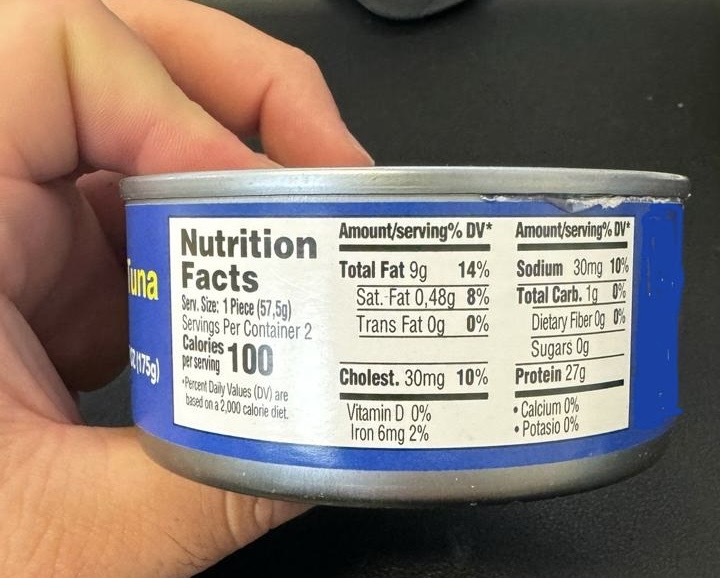 Tuna
oz (175g)
Nutrition
Facts
Serv. Size: 1 Piece (57,5g)
Servings Per Container 2
Calories
per serving 100
*Percent Daily Values (DV) are
based on a 2,000 calorie diet.
Amount/serving% DV*
Total Fat 9g 14%
Sat. Fat 0,48g 8%
Trans Fat 0g 0%
Cholest. 30mg 10%
Vitamin D 0%
Iron 6mg 2%
Amount/serving% DV*
Sodium 30mg 10%
Total Carb. 1g 0%
Dietary Fiber 0g 0%
Sugars 0g
Protein 27g
• Calcium 0%
• Potasio 0%